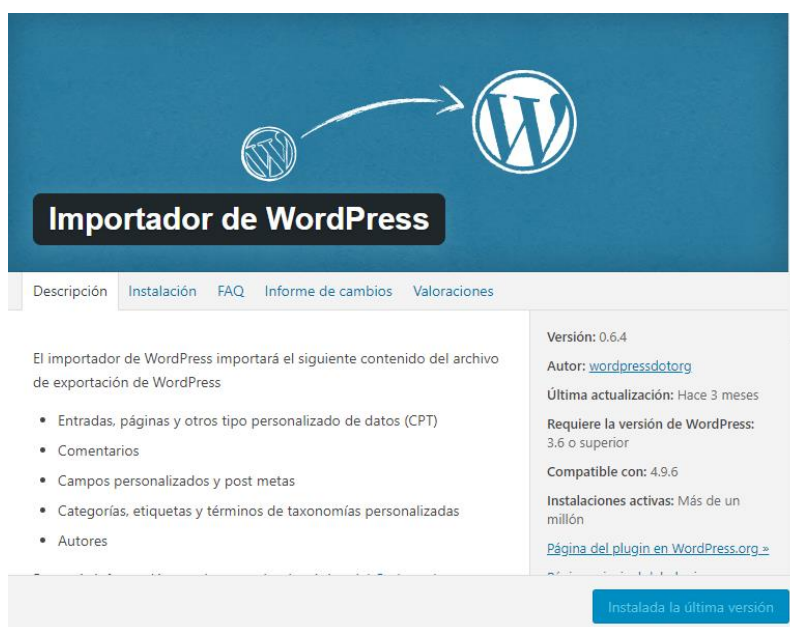 Importador de WordPress
Descripción Instalación FAQ Informe de cambios Valoraciones
El importador de WordPress importará el siguiente contenido del archivo
de exportación de WordPress
Entradas, páginas y otros tipo personalizado de datos (CPT)
Comentarios
Campos personalizados y post metas
Categorías, etiquetas y términos de taxonomías personalizadas
Autores
Versión: 0.6.4
Autor: wordpressdotorg
Última actualización: Hace 3 meses
Requiere la versión de WordPress:
3.6 o superior
Compatible con: 4.9.6
Instalaciones activas: Más de un
millón
Página del plugin en WordPress.org »
Instalada la última versión